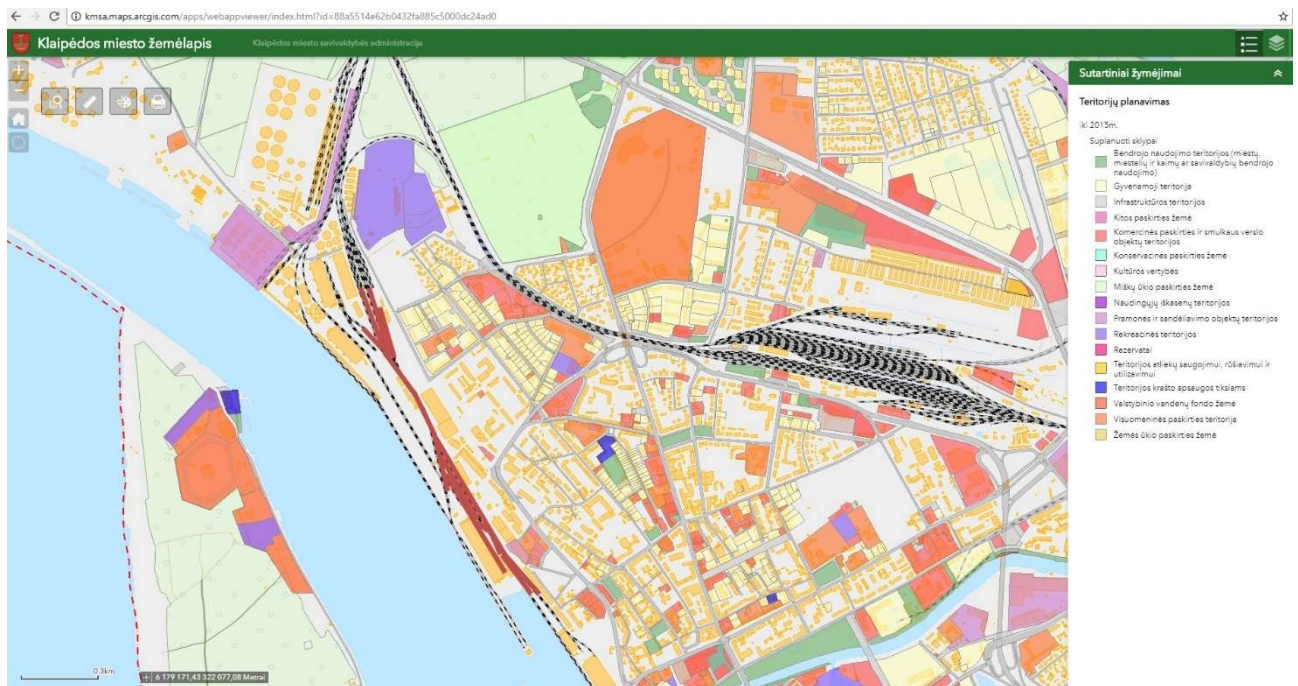 kmsa.maps.arcgis.com/apps/webappviewer/index.html?id=88a5514e62b0432fa885c5000dc24ad0
Klaipėdos miesto žemėlapis
Klaipėdos miesto savivaldybės administracija
Sutartiniai žymėjimai
Teritorijų planavimas
iki 2015m.
Suplanuoti sklypai
Bendrojo naudojimo teritorijos (miestų,
miestelių ir kaimų ar savivaldybių bendrojo
naudojimo)
Gyvenamoji teritorija
Infrastruktūros teritorijos
Kitos paskirties žemė
Komercinės paskirties ir smulkaus verslo
objektų teritorijos
Konservacinės paskirties žemė
Kultūros vertybės
Miškų ūkio paskirties žemė
Naudingųjų iškasenų teritorijos
Pramonės ir sandėliavimo objektų teritorijos
Rekreacinės teritorijos
Rezervatai
Teritorijos atliekų saugojimui, rūšiavimui ir
utilizavimui
Teritorijos krašto apsaugos tikslams
Valstybinio vandenų fondo žemė
Visuomeninės paskirties teritorija
Žemės ūkio paskirties žemė
0.3km
6 179 171,43 322 077,08 Metrai